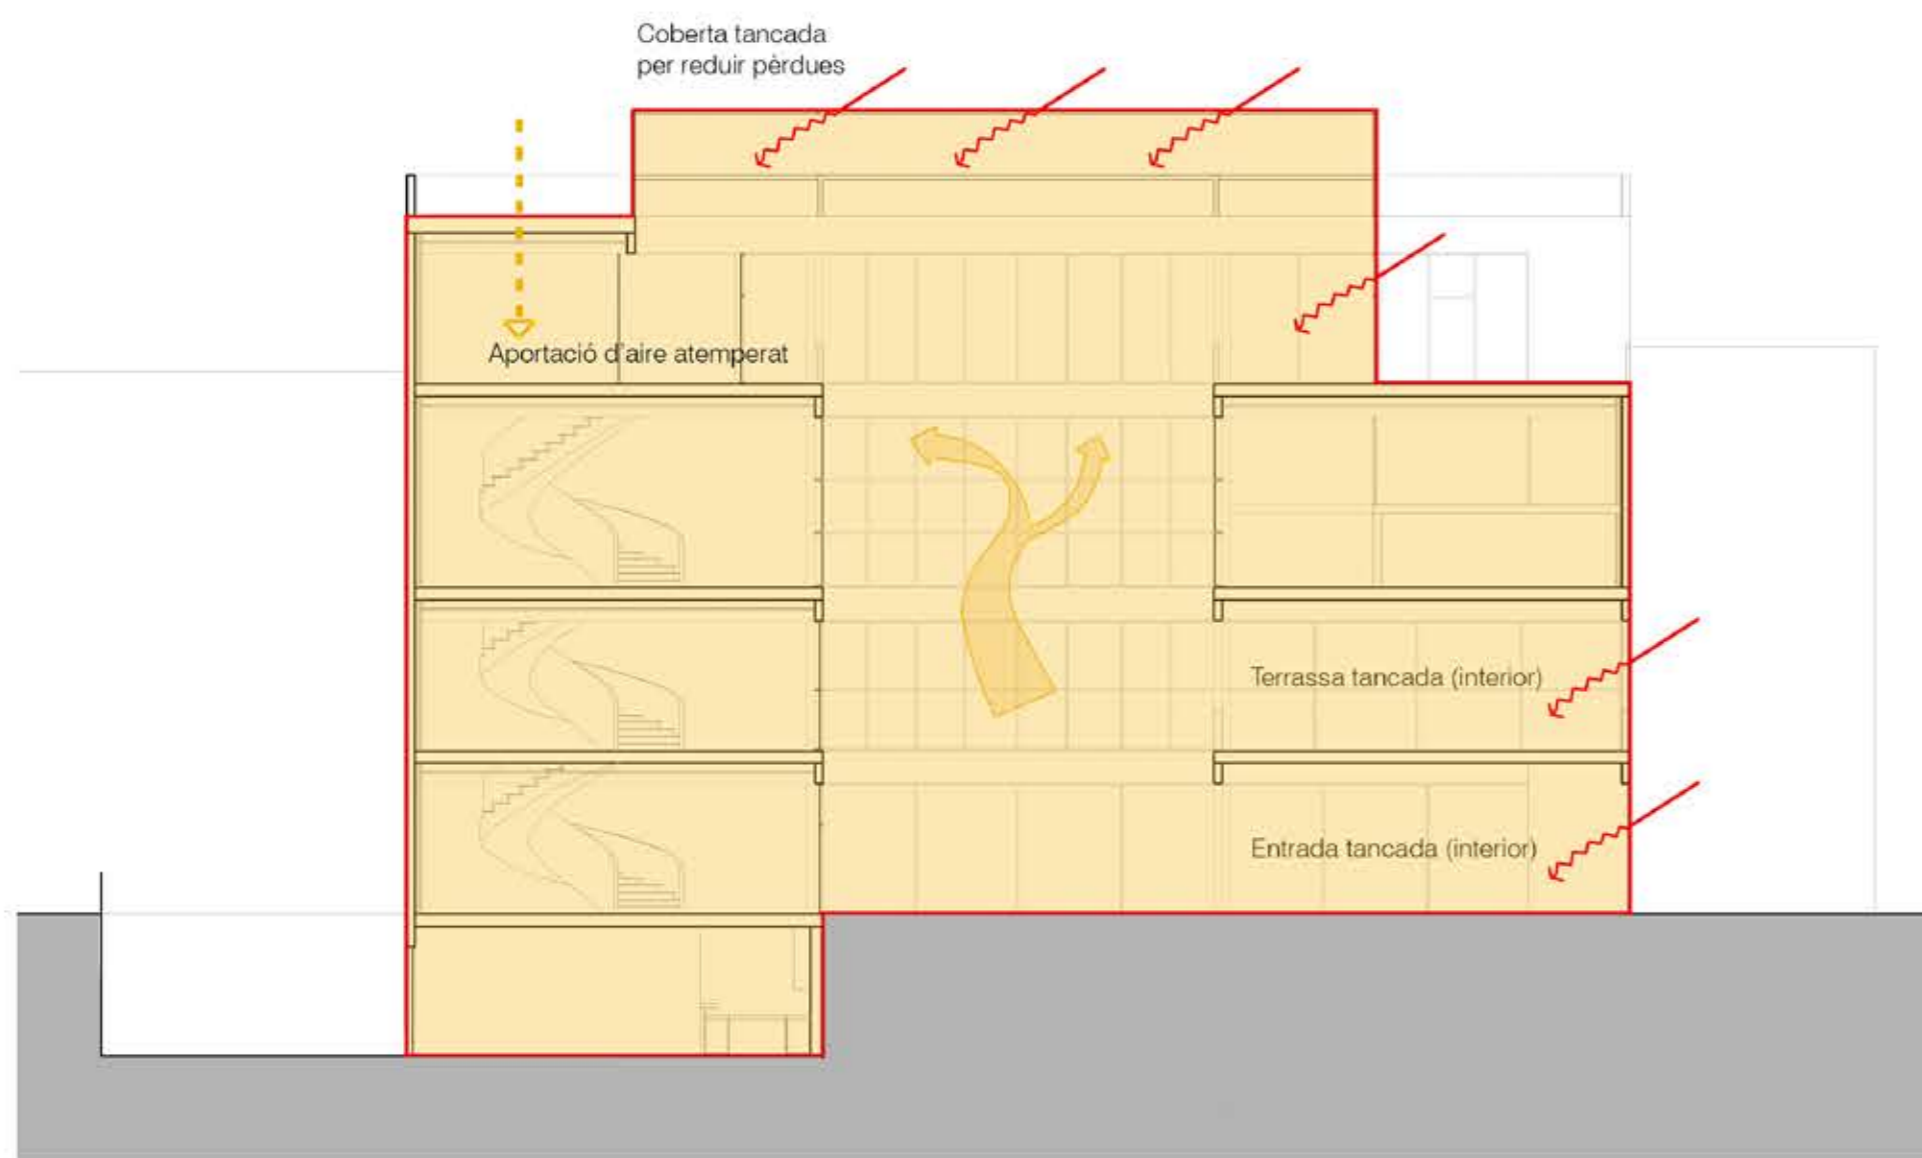 Coberta tancada
per reduir pèrdues
Aportació d'aire atemperat
Terrassa tancada (interior)
Entrada tancada (interior)